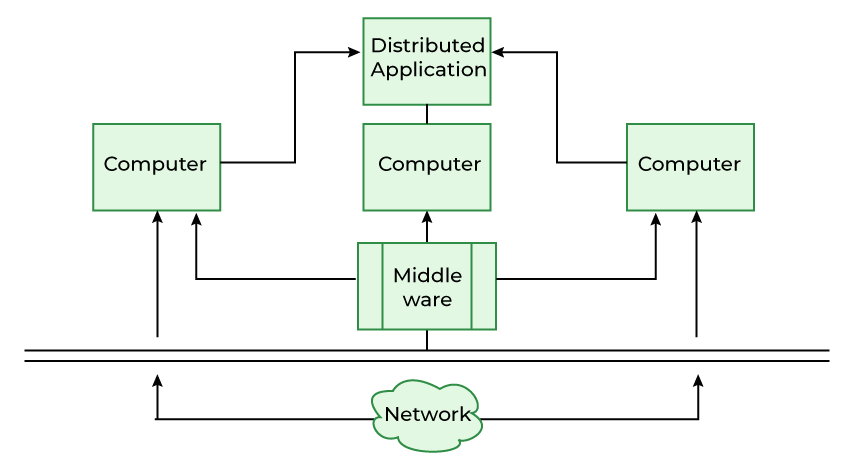 Distributed
Application
Computer
Computer
Computer
Middle
ware
Network